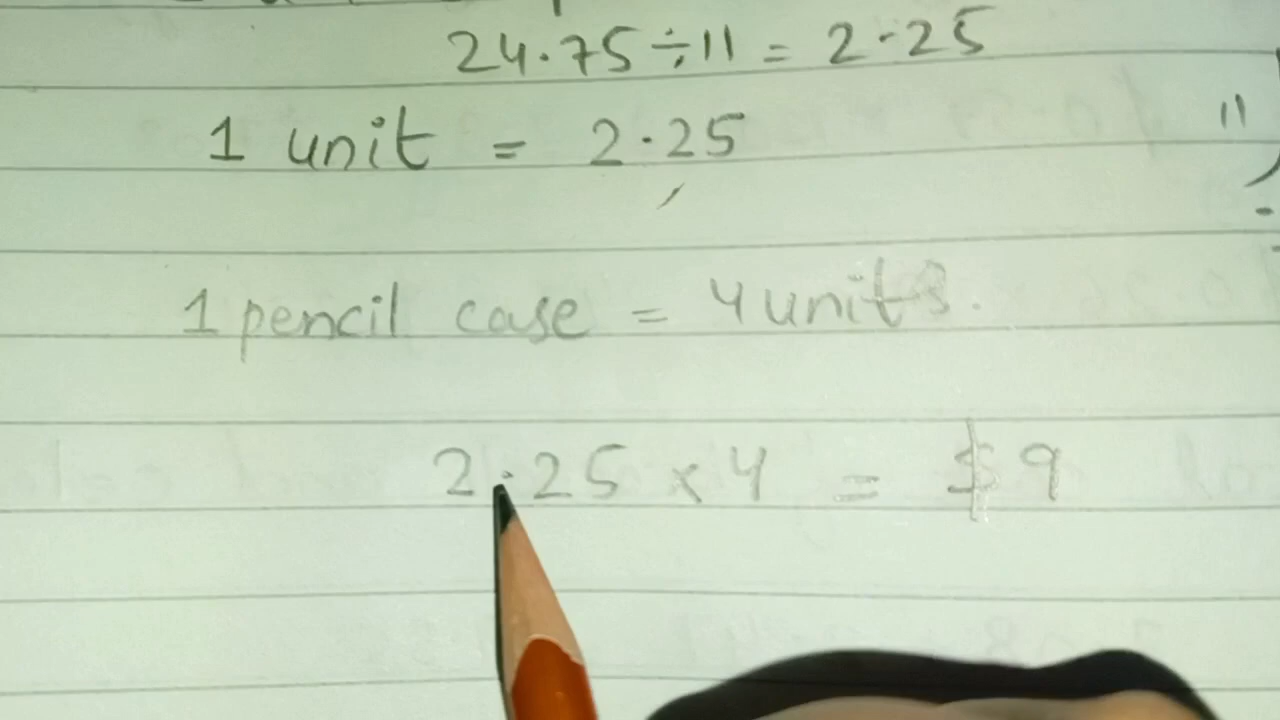 24.75÷11 = 2.25
1 unit = 2.25
1 pencil case = 4 units.
2.25 × 4 = $9